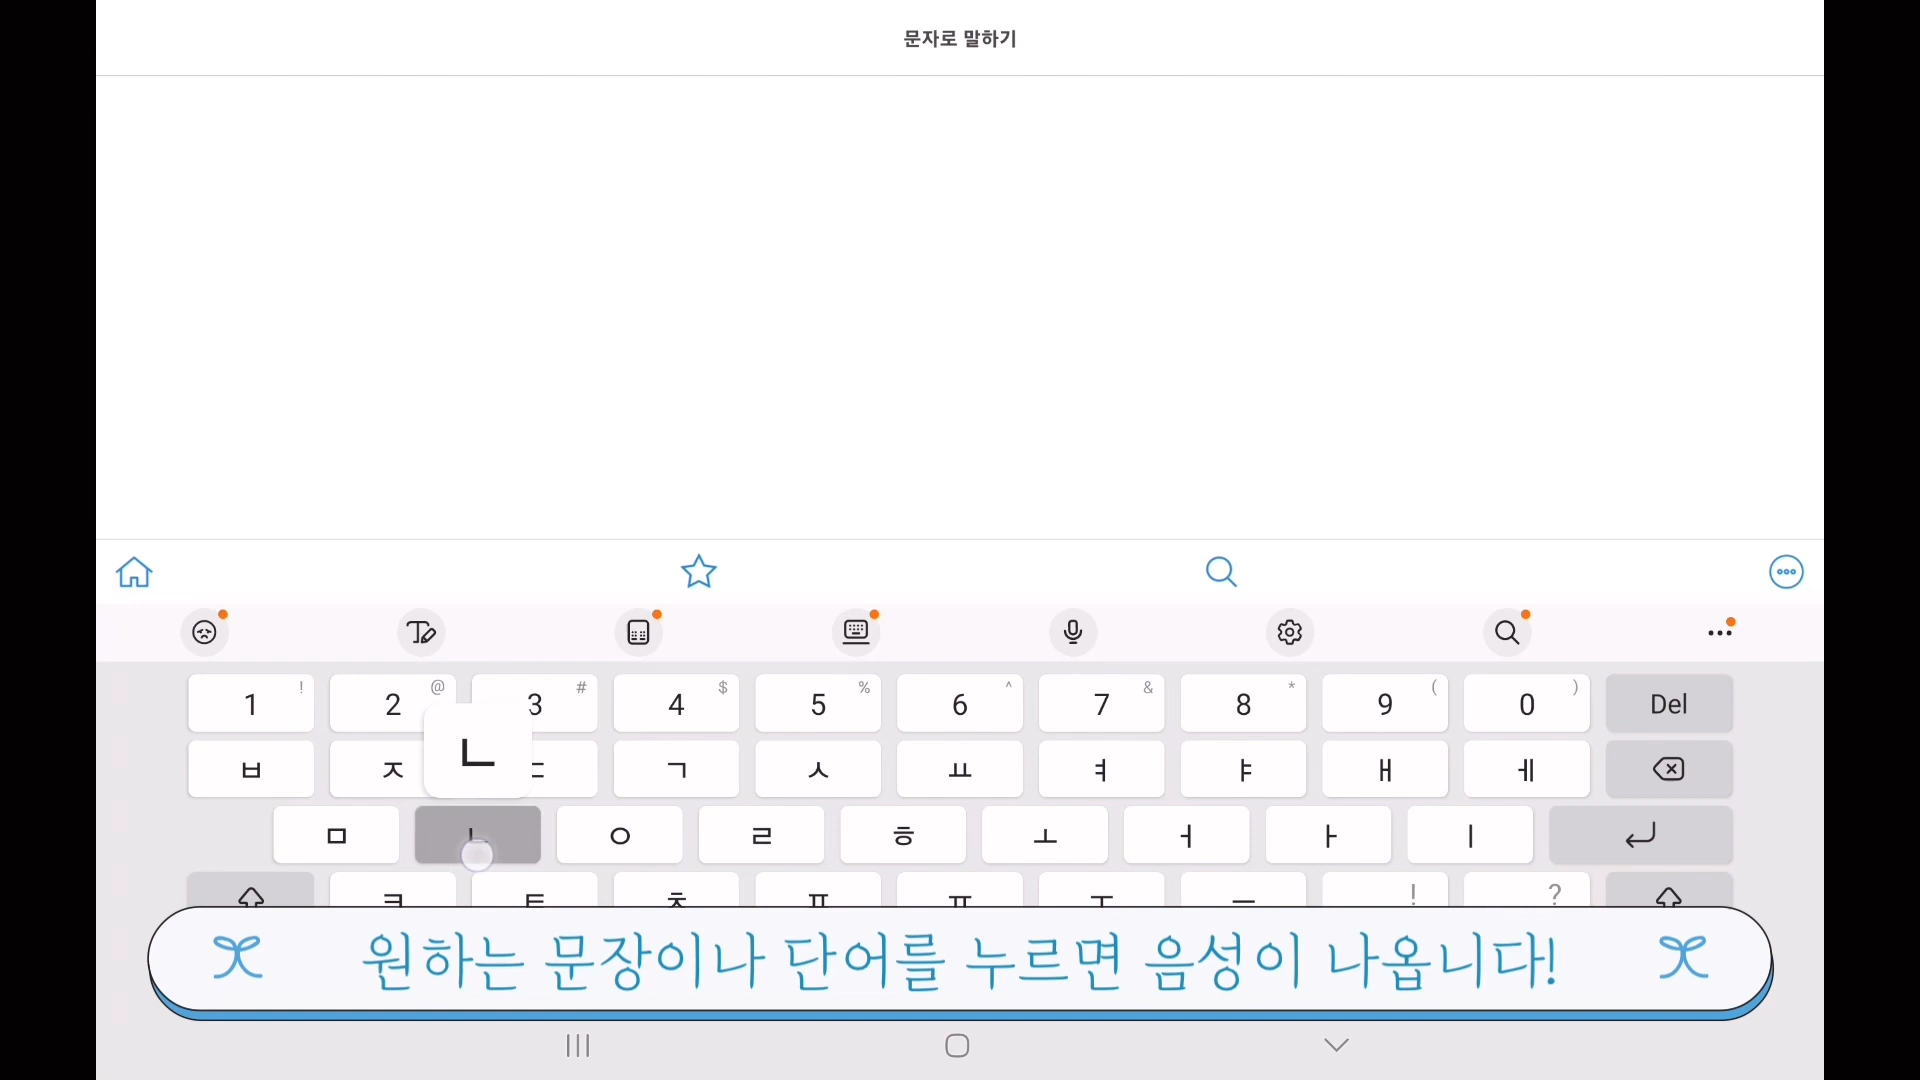 문자로 말하기
1 ! 2 @ 3 # 4 $ 5 % 6 ^ 7 & 8 * 9 ( 0 ) Del
ㅂ ㅈ ㄷ ㄱ ㅅ ㅛ ㅕ ㅑ ㅐ ㅔ
ㄴ
ㅁ ㄴ ㅇ ㄹ ㅎ ㅗ ㅓ ㅏ ㅣ
ㅋ ㅌ ㅊ ㅍ ㅠ ㅜ ㅡ ! ?
원하는 문장이나 단어를 누르면 음성이 나옵니다!